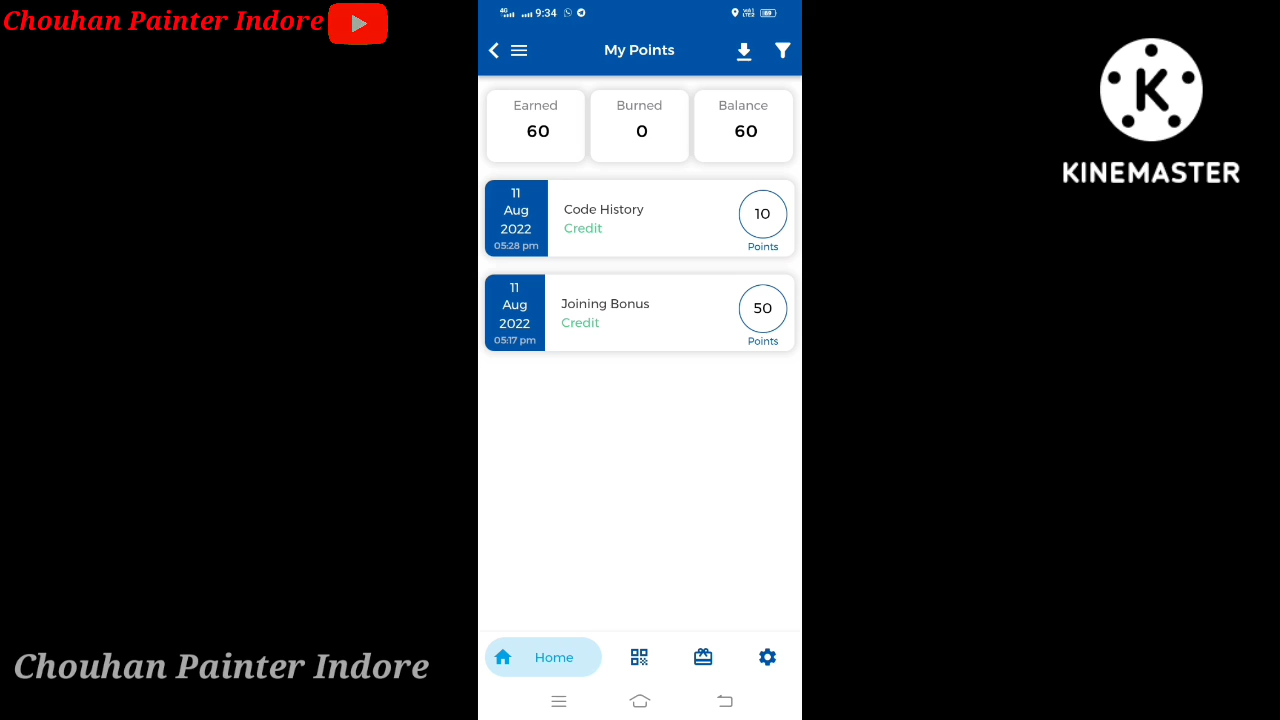 Chouhan Painter Indore
4G 9:34 69
My Points
Earned
60
Burned
0
Balance
60
11
Aug
2022
05:28 pm
Code History
Credit
10
Points
11
Aug
2022
05:17 pm
Joining Bonus
Credit
50
Points
Home
K
KINEMASTER
Chouhan Painter Indore